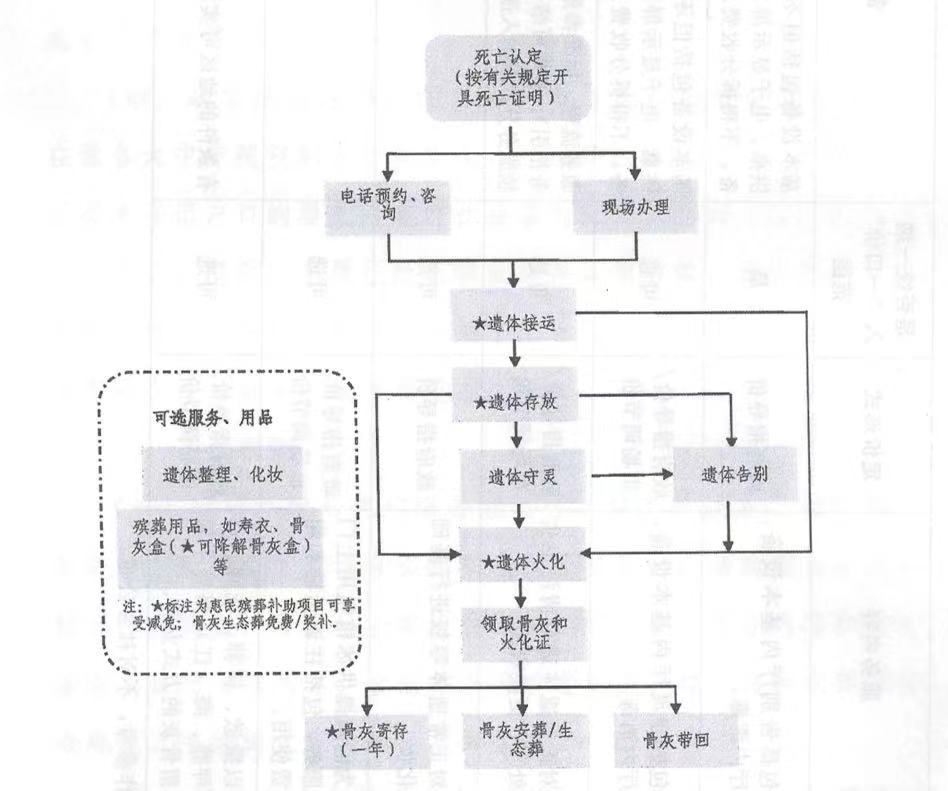 死亡认定
（按有关规定开
具死亡证明）
电话预约、咨
询
现场办理
★遗体接运
★遗体存放
遗体守灵
遗体告别
★遗体火化
领取骨灰和
火化证
★骨灰寄存
（一年）
骨灰安葬/生
态葬
骨灰带回
可选服务、用品
遗体整理、化妆
殡葬用品，如寿衣、骨
灰盒（★可降解骨灰盒）
等
注：★标注为惠民殡葬补助项目可享
受减免；骨灰生态葬免费/奖补.